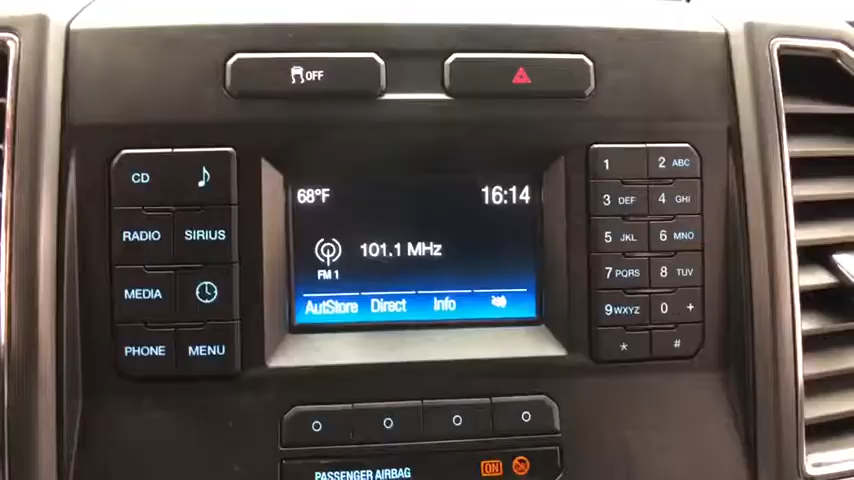 OFF
CD
RADIO SIRIUS
MEDIA
PHONE MENU
68°F 16:14
101.1 MHz
FM 1
AutStore Direct Info
1 2 ABC
3 DEF 4 GHI
5 JKL 6 MNO
7 PQRS 8 TUV
9 WXYZ 0 +
* #
PASSENGER AIRBAG ON